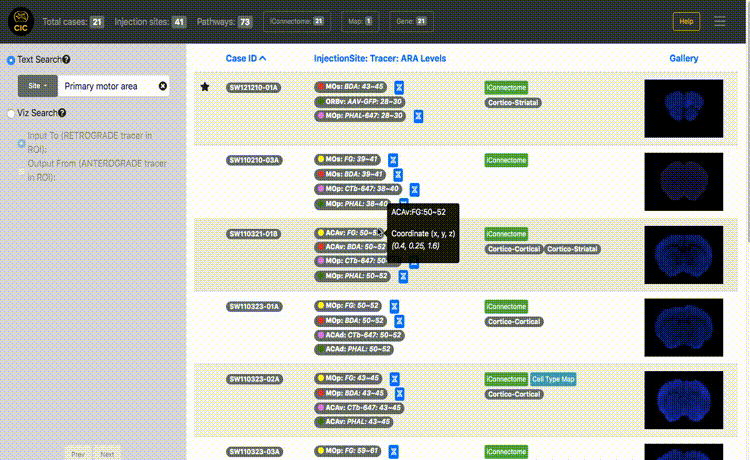 CIC Total cases: 21 Injection sites: 41 Pathways: 73 iConnectome: 21 Map: 1 Gene: 21 Help
Text Search
Site Primary motor area
Viz Search
Input To (RETROGRADE tracer in ROI):
Output From (ANTEROGRADE tracer in ROI):
Prev Next
Case ID InjectionSite: Tracer: ARA Levels Gallery
SW121210-01A
MOs: BDA: 43~45
ORBv: AAV-GFP: 28~30
MOp: PHAL-647: 28~30
iConnectome
Cortico-Striatal
SW110210-03A
MOs: FG: 39~41
MOs: BDA: 39~41
MOp: CTb-647: 38~40
MOp: PHAL: 38~40
iConnectome
ACAv:FG:50~52
Coordinate (x, y, z)
(0.4, 0.25, 1.6)
SW110321-01B
ACAv: FG: 50~52
ACAv: BDA: 50~52
MOp: CTb-647: 50~
MOp: PHAL: 50~52
iConnectome
Cortico-Cortical Cortico-Striatal
SW110323-01A
MOp: FG: 50~52
MOp: BDA: 50~52
ACAd: CTb-647: 50~52
ACAd: PHAL: 50~52
iConnectome
Cortico-Cortical
SW110323-02A
MOp: FG: 43~45
MOp: BDA: 43~45
ACAv: CTb-647: 43~45
ACAv: PHAL: 43~45
iConnectome Cell Type Map
Cortico-Cortical
SW110323-03A
MOp: FG: 59~61
iConnectome